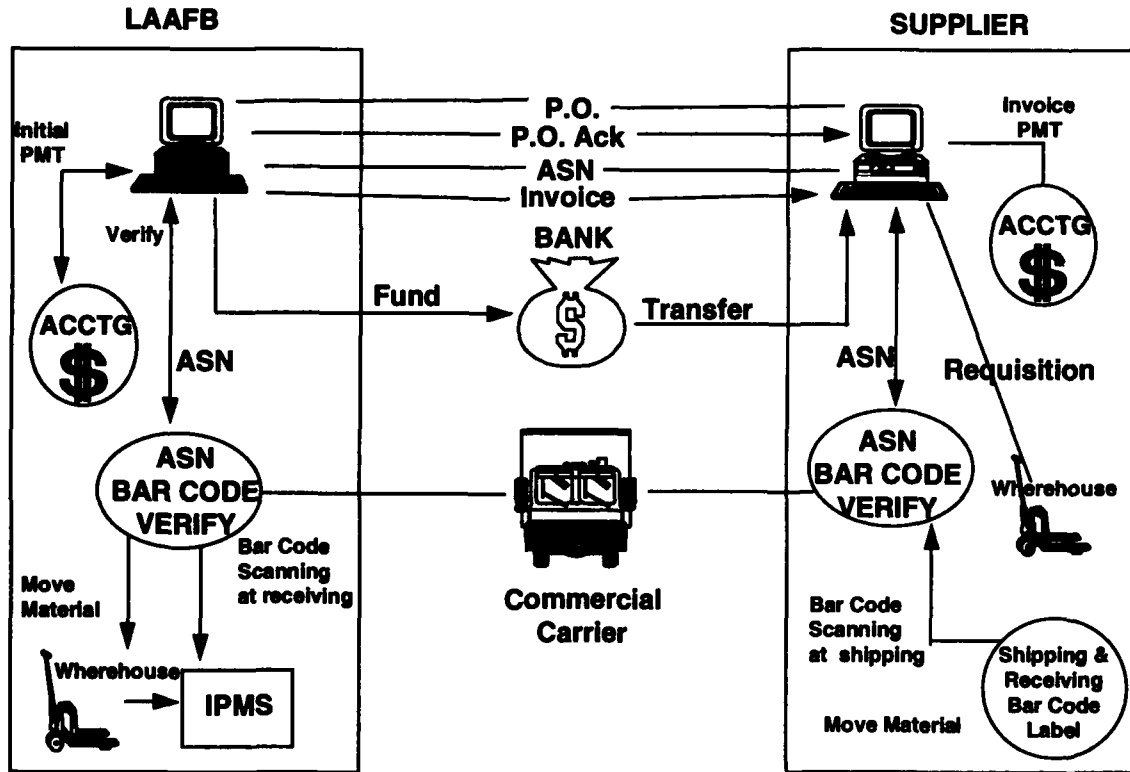 LAAFB
SUPPLIER
Initial
PMT
P.O.
P.O. Ack
ASN
Invoice
Invoice
PMT
Verify
BANK
ACCTG
$
ACCTG
$
Fund
$
Transfer
ASN
ASN
Requisition
ASN
BAR CODE
VERIFY
ASN
BAR CODE
VERIFY
Wherehouse
Bar Code
Scanning
at receiving
Move
Material
Commercial
Carrier
Bar Code
Scanning
at shipping
Wherehouse
IPMS
Shipping &
Receiving
Bar Code
Label
Move Material